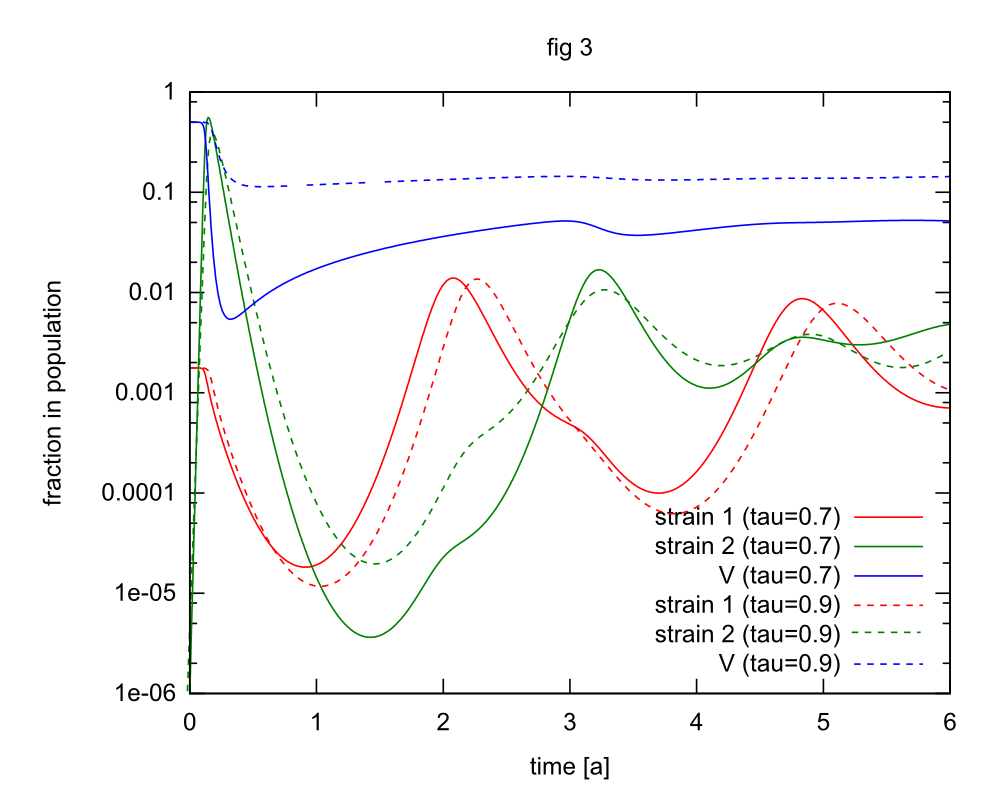 fig 3
1
0.1
0.01
0.001
0.0001
1e-05
1e-06
fraction in population
strain 1 (tau=0.7)
strain 2 (tau=0.7)
V (tau=0.7)
strain 1 (tau=0.9)
strain 2 (tau=0.9)
V (tau=0.9)
0 1 2 3 4 5 6
time [a]